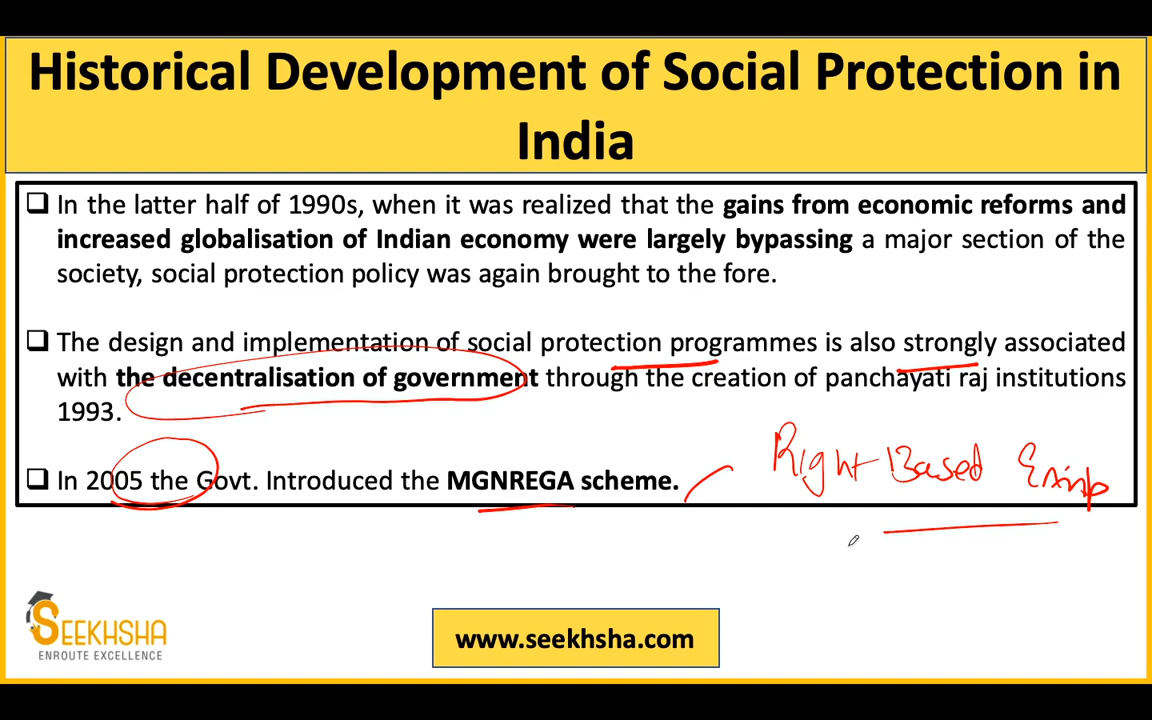 Historical Development of Social Protection in
India
❑ In the latter half of 1990s, when it was realized that the gains from economic reforms and
increased globalisation of Indian economy were largely bypassing a major section of the
society, social protection policy was again brought to the fore.
❑ The design and implementation of social protection programmes is also strongly associated
with the decentralisation of government through the creation of panchayati raj institutions
1993.
❑ In 2005 the Govt. Introduced the MGNREGA scheme.
Right-Based
SEEKHSHA
ENROUTE EXCELLENCE
www.seekhsha.com